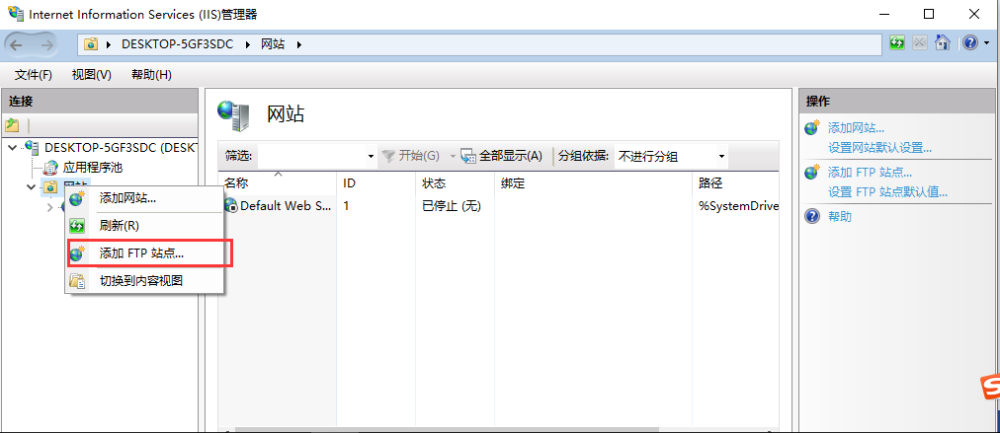 Internet Information Services (IIS)管理器
DESKTOP-5GF3SDC 网站
文件(F) 视图(V) 帮助(H)
连接
DESKTOP-5GF3SDC (DESKT
应用程序池
网站
添加网站...
刷新(R)
添加 FTP 站点...
切换到内容视图
网站
筛选: 开始(G) 全部显示(A) 分组依据: 不进行分组
名称 ID 状态 绑定 路径
Default Web S... 1 已停止 (无) %SystemDrive
操作
添加网站...
设置网站默认设置...
添加 FTP 站点...
设置 FTP 站点默认值...
帮助